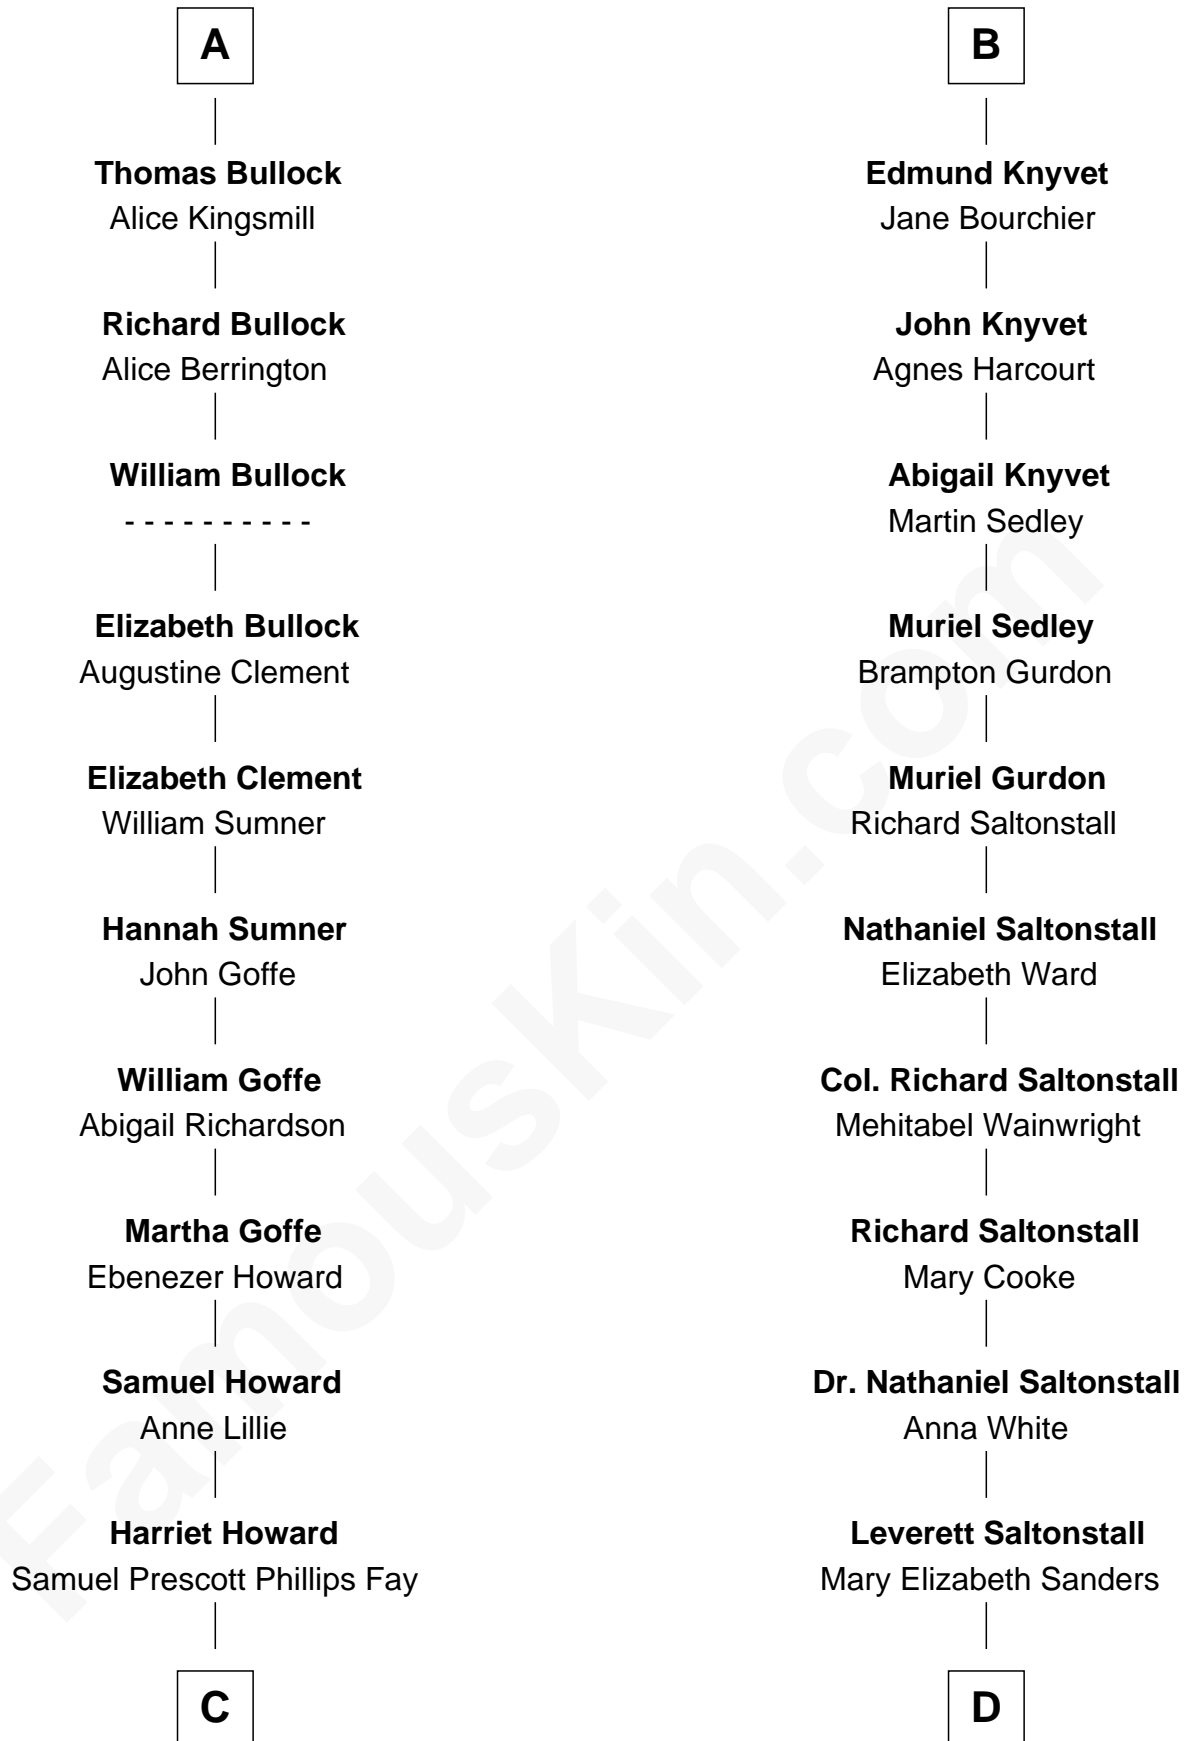 A
Thomas Bullock
Alice Kingsmill
Richard Bullock
Alice Berrington
William Bullock
- - - - - - - - - -
Elizabeth Bullock
Augustine Clement
Elizabeth Clement
William Sumner
Hannah Sumner
John Goffe
William Goffe
Abigail Richardson
Martha Goffe
Ebenezer Howard
Samuel Howard
Anne Lillie
Harriet Howard
Samuel Prescott Phillips Fay
C
B
Edmund Knyvet
Jane Bourchier
John Knyvet
Agnes Harcourt
Abigail Knyvet
Martin Sedley
Muriel Sedley
Brampton Gurdon
Muriel Gurdon
Richard Saltonstall
Nathaniel Saltonstall
Elizabeth Ward
Col. Richard Saltonstall
Mehitabel Wainwright
Richard Saltonstall
Mary Cooke
Dr. Nathaniel Saltonstall
Anna White
Leverett Saltonstall
Mary Elizabeth Sanders
D
FamousKin.com